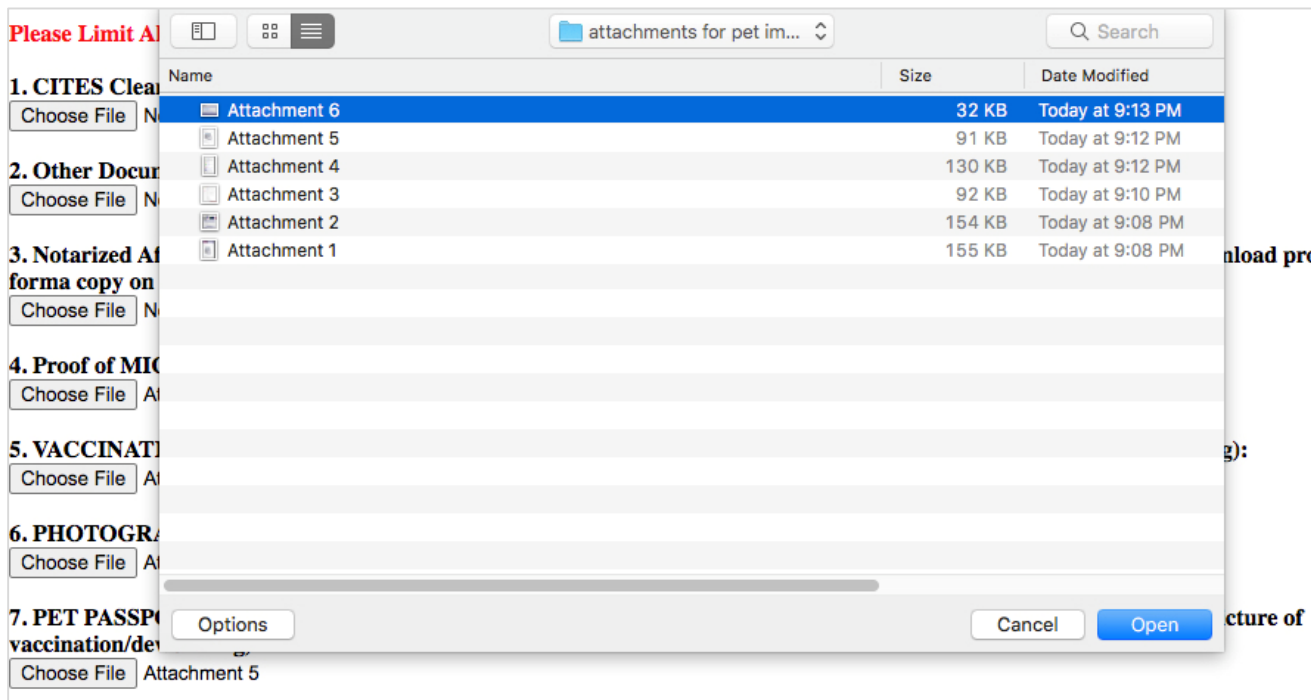 Please Limit Al
attachments for pet im...
Search
Name
Size
Date Modified
Attachment 6
32 KB
Today at 9:13 PM
Attachment 5
91 KB
Today at 9:12 PM
Attachment 4
130 KB
Today at 9:12 PM
Attachment 3
92 KB
Today at 9:10 PM
Attachment 2
154 KB
Today at 9:08 PM
Attachment 1
155 KB
Today at 9:08 PM
Options
Cancel
Open
1. CITES Clear
Choose File
2. Other Docum
Choose File
3. Notarized Af
nload pro
forma copy on
Choose File
4. Proof of MIC
Choose File
5. VACCINATI
g):
Choose File
6. PHOTOGRA
Choose File
7. PET PASSPO
cture of
vaccination/dev
Choose File Attachment 5